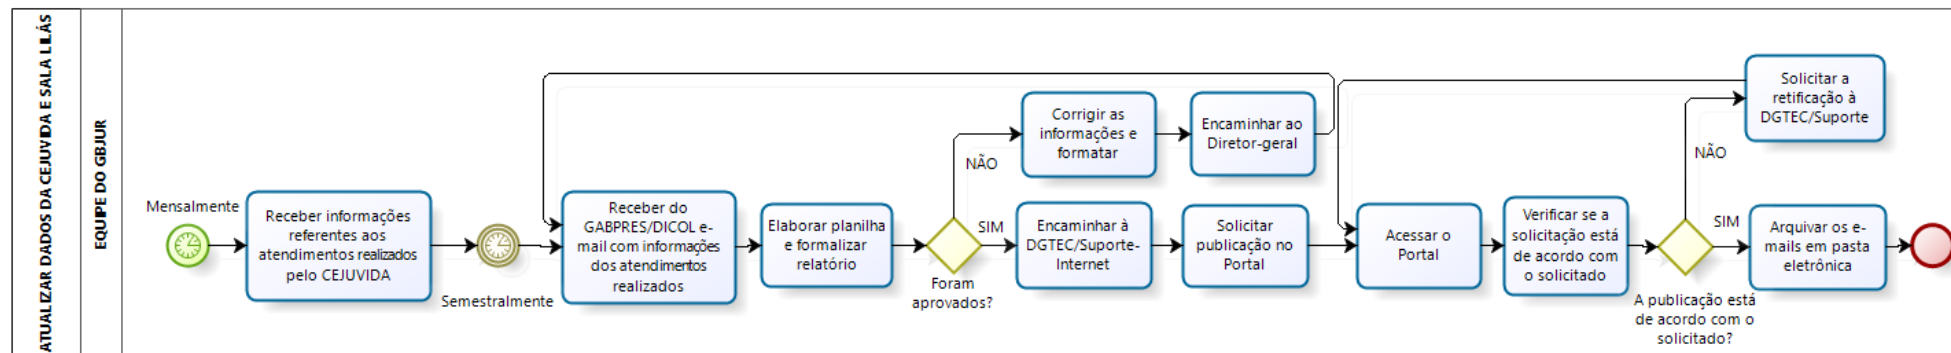 ATUALIZAR DADOS DA CEJUVIDA E SALA LILÁS
EQUIPE DO GBJUR
Mensalmente
Receber informações
referentes aos
atendimentos realizados
pelo CEJUVIDA
Semestralmente
Receber do
GABPRES/DICOL e-
mail com informações
dos atendimentos
realizados
Elaborar planilha
e formalizar
relatório
Foram
aprovados?
NÃO
Corrigir as
informações e
formatar
Encaminhar ao
Diretor-geral
SIM
Encaminhar à
DGTEC/Suporte-
Internet
Solicitar
publicação no
Portal
Acessar o
Portal
Verificar se a
solicitação está
de acordo com
o solicitado
A publicação está
de acordo com o
solicitado?
NÃO
Solicitar a
retificação à
DGTEC/Suporte
SIM
Arquivar os e-
mails em pasta
eletrônica